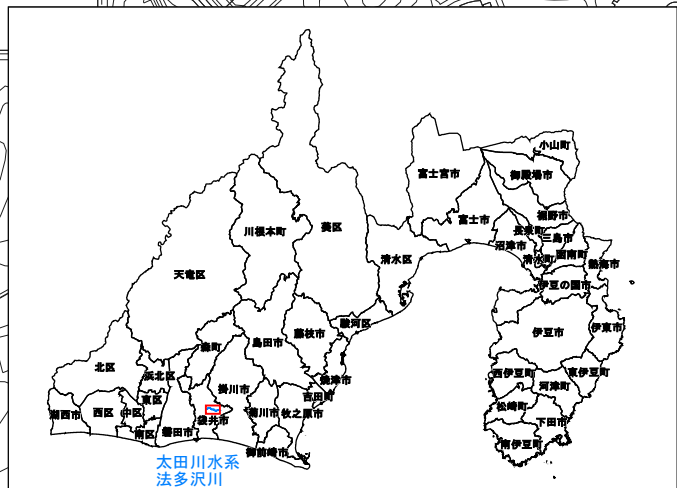 小山町
富士宮市
御殿場市
裾野市
富士市
長泉町
三島市
沼津市
清水町
函南町
熱海市
伊豆の国市
川根本町
葵区
清水区
天竜区
駿河区
伊豆市
伊東市
森町
島田市
藤枝市
焼津市
北区
浜北区
掛川市
吉田町
西伊豆町
東伊豆町
河津町
湖西市
西区
中区
東区
南区
磐田市
袋井市
菊川市
牧之原市
御前崎市
松崎町
下田市
南伊豆町
太田川水系
法多沢川